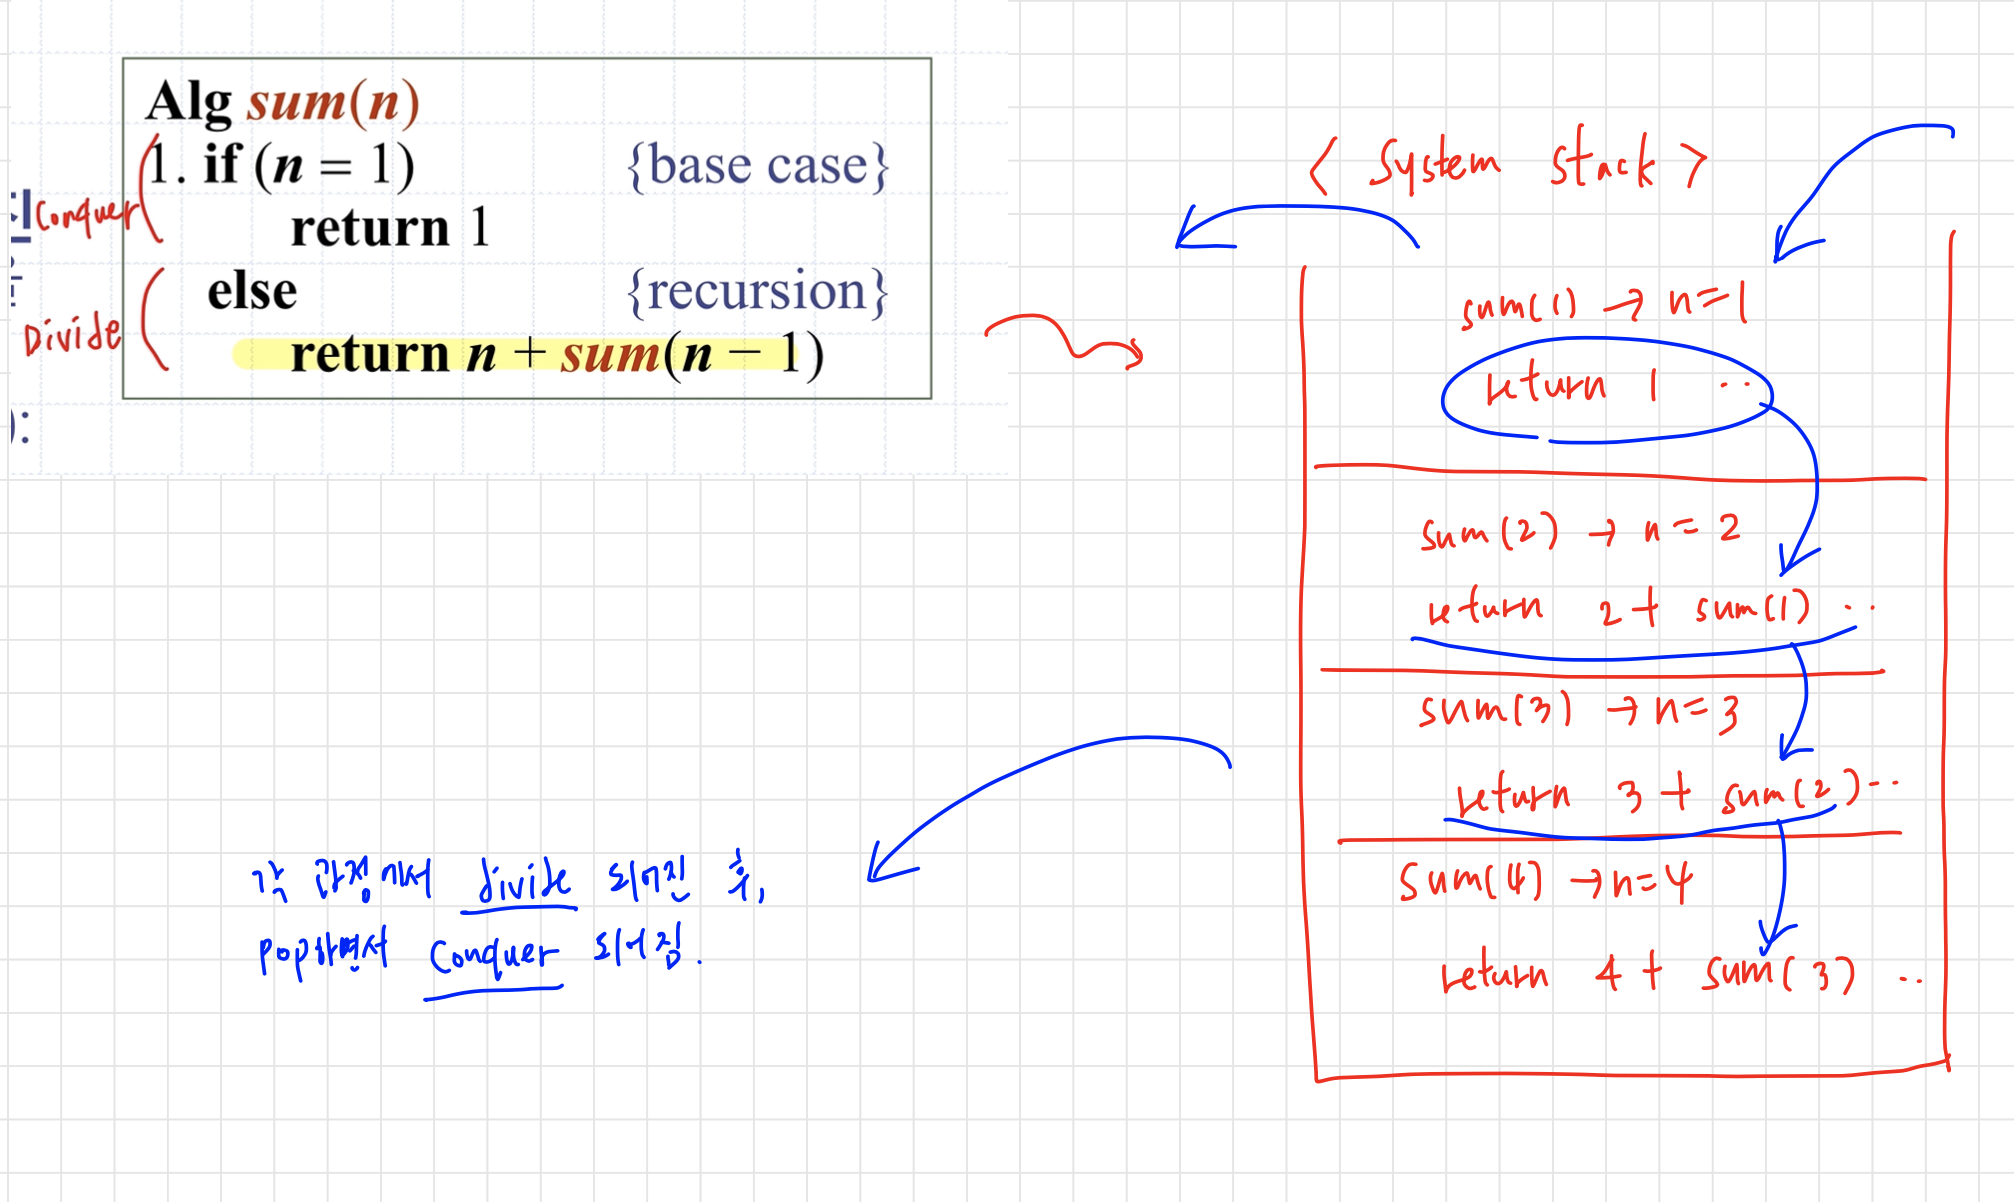 Alg sum(n)
1. if (n = 1) {base case}
return 1
else {recursion}
return n + sum(n − 1)
Conquer
Divide
):
< System Stack >
sum(1) → n=1
return 1 ..
sum(2) → n=2
return 2 + sum(1) ..
sum(3) → n=3
return 3 + sum(2) ..
sum(4) → n=4
return 4 + sum(3) ..
각 과정에서 divide 되어진 후,
pop하면서 Conquer 되어짐.